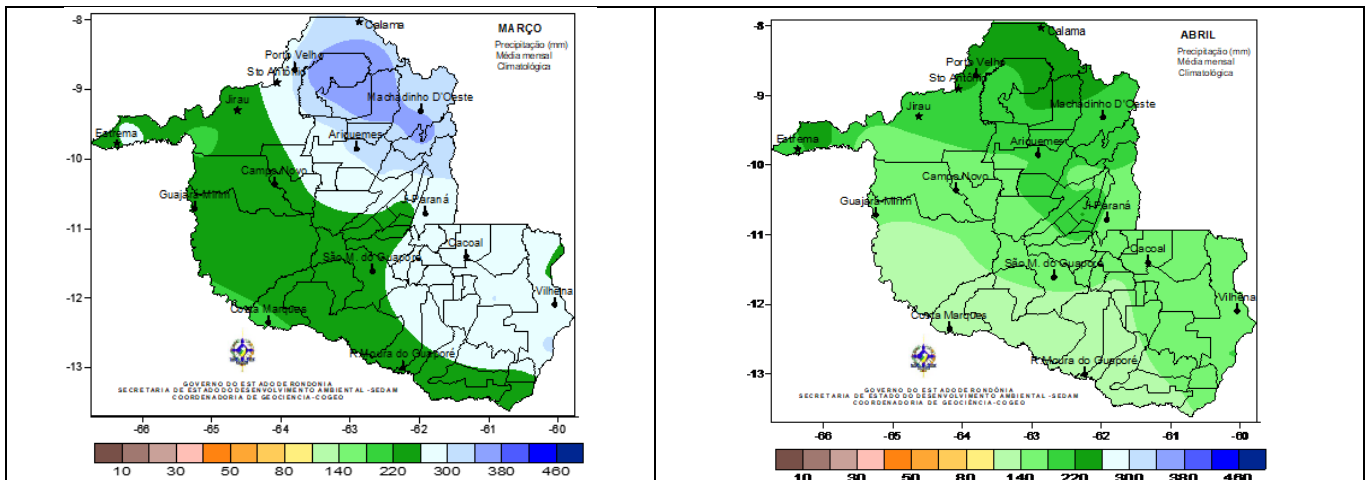 MARÇO
Precipitação (mm)
Média mensal
Climatológica
-8
-9
-10
-11
-12
-13
Calama
Porto Velho
Sto Antônio
Jirau
Machadinho D'Oeste
Estrema
Ariquemes
Campo Novo
Guajará-Mirim
Ji-Paraná
Cacoal
São M. do Guaporé
Vilhena
Costa Marques
R.Moura do Guaporé
GOVERNO DO ESTADO DE RONDONIA
SECRETARIA DE ESTADO DO DESENVOLVIMENTO AMBIENTAL -SEDAM
COORDENADORIA DE GEOCIENCIA-COGEO
-66 -65 -64 -63 -62 -61 -60
10 30 50 80 140 220 300 380 460
ABRIL
Precipitação (mm)
Média mensal
Climatológica
-8
-9
-10
-11
-12
-13
Calama
Porto Velho
Sto Antônio
Jirau
Machadinho D'Oeste
Estrema
Ariquemes
Campo Novo
Guajará-Mirim
Ji-Paraná
Cacoal
São M. do Guaporé
Vilhena
Costa Marques
R.Moura do Guaporé
GOVERNO DO ESTADO DE RONDÔNIA
SECRETARIA DE ESTADO DO DESENVOLVIMENTO AMBIENTAL -SEDAM
COORDENADORIA DE GEOCIÊNCIA-COGEO
-66 -65 -64 -63 -62 -61 -60
10 30 50 80 140 220 300 380 460